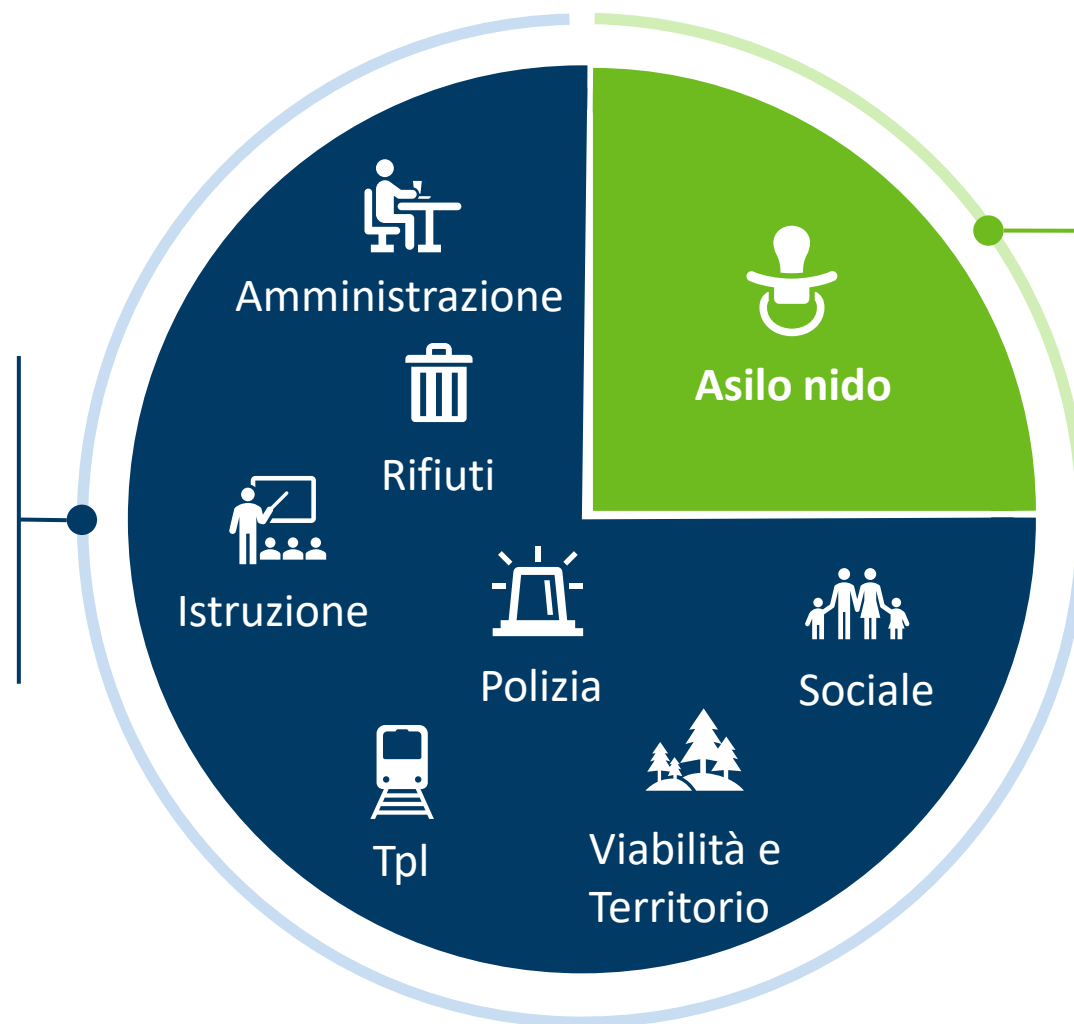 Amministrazione
Asilo nido
Rifiuti
Istruzione
Polizia
Sociale
Tpl
Viabilità e
Territorio